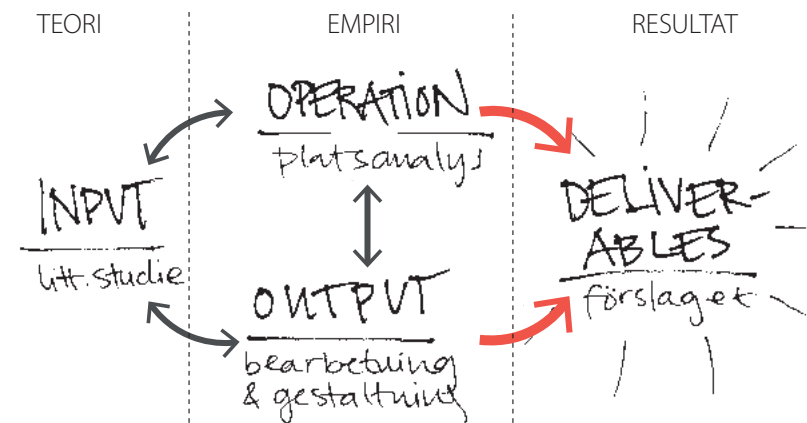 TEORI
EMPIRI
RESULTAT
INPUT
litt. studie
OPERATION
platsanalys
OUTPUT
bearbetning
& gestaltning
DELIVER-
ABLES
förslaget